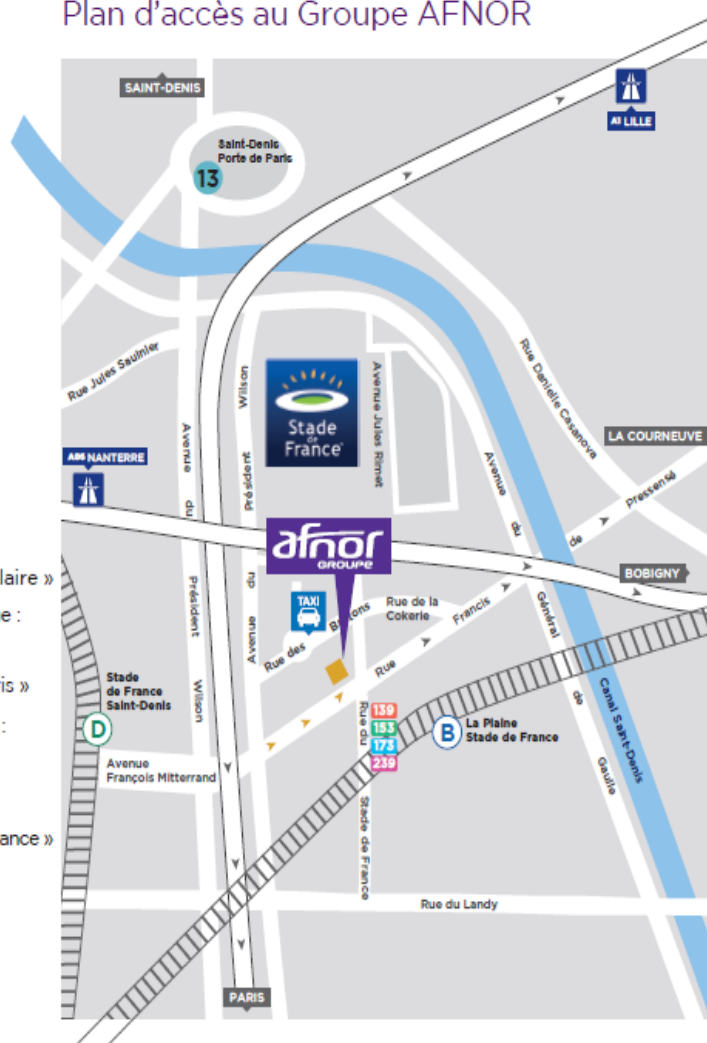 Plan d'accès au Groupe AFNOR
SAINT-DENIS
A1 LILLE
Saint-Denis
Porte de Paris
13
Rue Jules Saulnier
Wilson
Stade
de
France
Avenue Jules Rimet
Rue Danielle Casanova
LA COURNEUVE
A86 NANTERRE
Avenue
du
Président
Wilson
Président
du
Avenue
Avenue
du
Général
de
Gaulle
Pressensé
de
Francis
Rue
afnor
GROUPE
BOBIGNY
laire »
e :
TAXI
Rue des Bretons
Rue de la
Cokerie
is »
:
Stade
de France
Saint-Denis
D
Rue du
Stade de France
139
153
173
239
B
La Plaine
Stade de France
Canal Saint-Denis
Avenue
François Mitterrand
ance »
Rue du Landy
PARIS